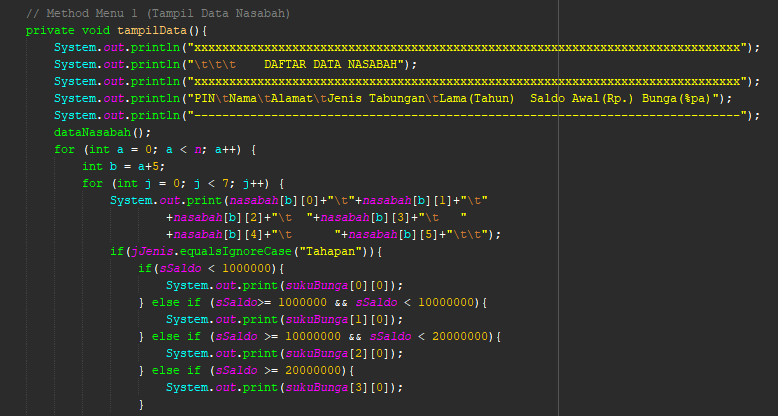 // Method Menu 1 (Tampil Data Nasabah)
private void tampilData(){
System.out.println("xxxxxxxxxxxxxxxxxxxxxxxxxxxxxxxxxxxxxxxxxxxxxxxxxxxxxxxxxxxxxxxxxxxxxxxxxxxxxx");
System.out.println("\t\t\t    DAFTAR DATA NASABAH");
System.out.println("xxxxxxxxxxxxxxxxxxxxxxxxxxxxxxxxxxxxxxxxxxxxxxxxxxxxxxxxxxxxxxxxxxxxxxxxxxxxxx");
System.out.println("PIN\tNama\tAlamat\tJenis Tabungan\tLama(Tahun)  Saldo Awal(Rp.) Bunga(%pa)");
System.out.println("------------------------------------------------------------------------------");
dataNasabah();
for (int a = 0; a < n; a++) {
int b = a+5;
for (int j = 0; j < 7; j++) {
System.out.print(nasabah[b][0]+"\t"+nasabah[b][1]+"\t"
+nasabah[b][2]+"\t  "+nasabah[b][3]+"\t   "
+nasabah[b][4]+"\t      "+nasabah[b][5]+"\t\t");
if(jJenis.equalsIgnoreCase("Tahapan")){
if(sSaldo < 1000000){
System.out.print(sukuBunga[0][0]);
} else if (sSaldo>= 1000000 && sSaldo < 10000000){
System.out.print(sukuBunga[1][0]);
} else if (sSaldo >= 10000000 && sSaldo < 20000000){
System.out.print(sukuBunga[2][0]);
} else if (sSaldo >= 20000000){
System.out.print(sukuBunga[3][0]);
}